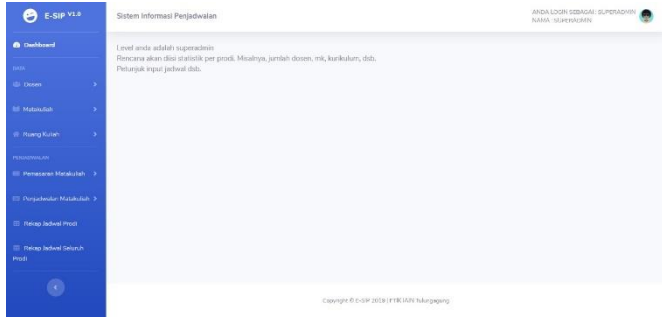 E-SIP V1.0
Sistem Informasi Penjadwalan
ANDA LOGIN SEBAGAI : SUPERADMIN
NAMA : SUPERADMIN
Dashboard
DATA
Dosen
Matakuliah
Ruang Kuliah
PENJADWALAN
Pemasaran Matakuliah
Penjadwalan Matakuliah
Rekap Jadwal Prodi
Rekap Jadwal Seluruh
Prodi
Level anda adalah superadmin
Rencana akan diisi statistik per prodi. Misalnya, jumlah dosen, mk, kurikulum, dsb.
Petunjuk input jadwal dsb.
Copyright © E-SIP 2019 | FTIK IAIN Tulungagung